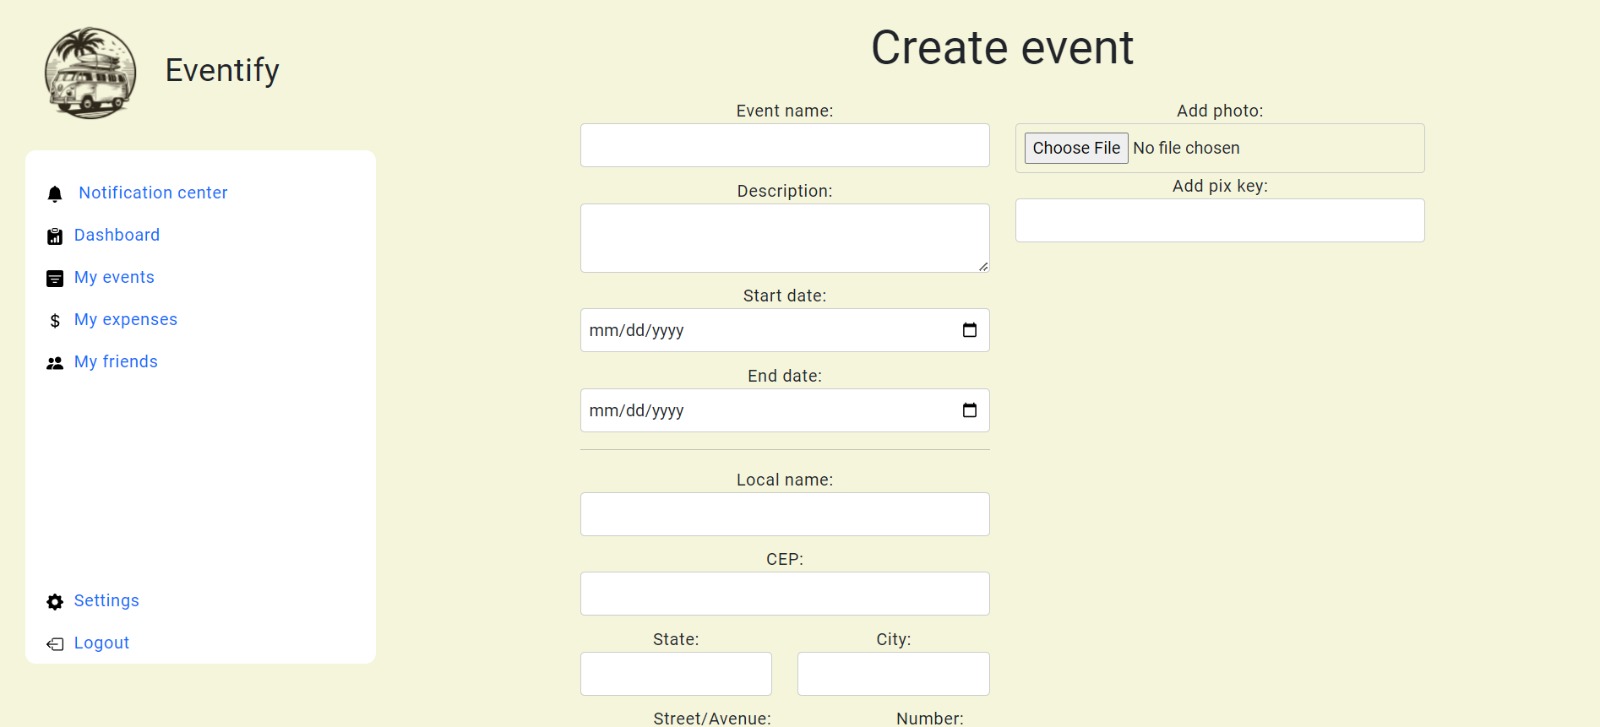 Eventify
Notification center
Dashboard
My events
My expenses
My friends
Settings
Logout
Create event
Event name:
Description:
Start date:
mm/dd/yyyy
End date:
mm/dd/yyyy
Local name:
CEP:
State: City:
Street/Avenue: Number:
Add photo:
Choose File No file chosen
Add pix key: